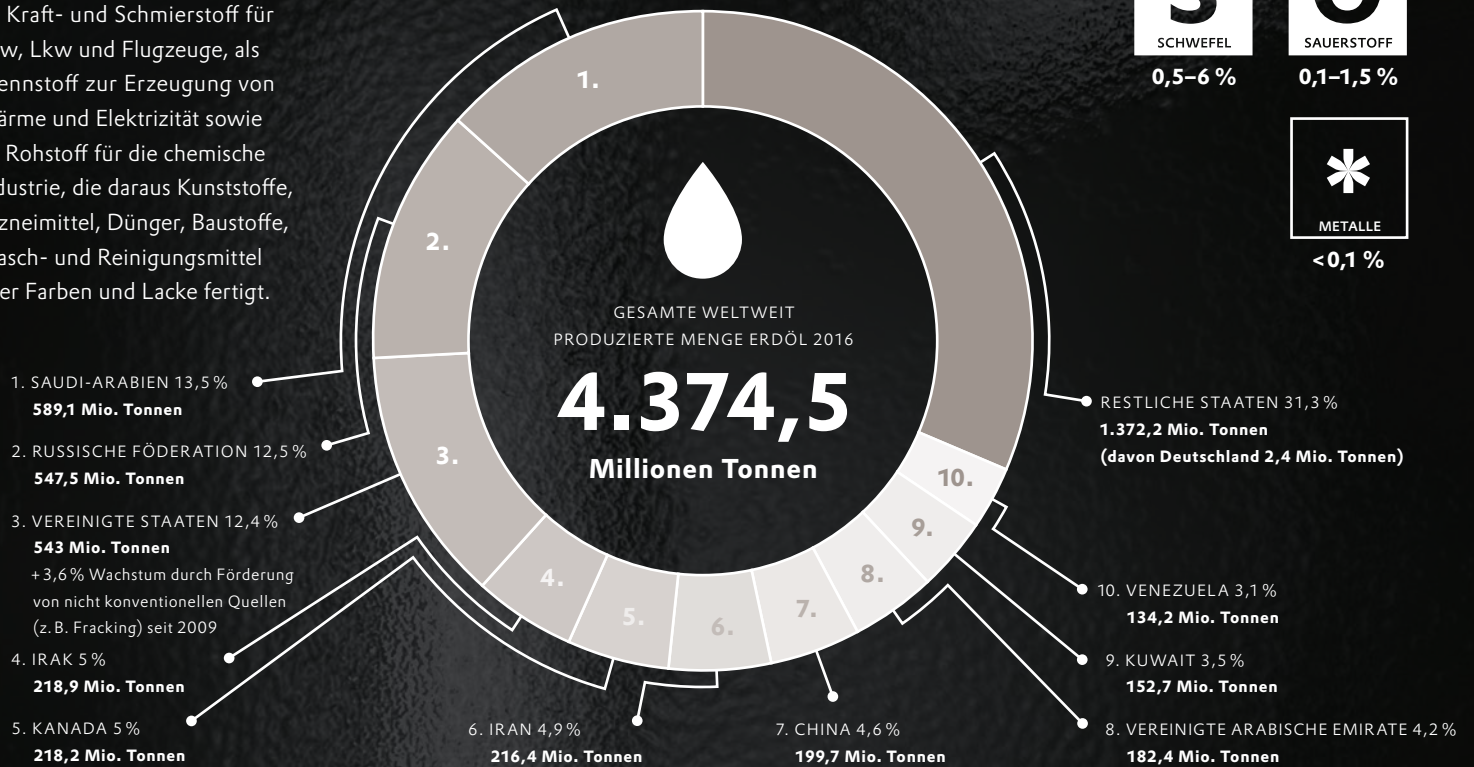 Kraft- und Schmierstoff für
w, Lkw und Flugzeuge, als
ennstoff zur Erzeugung von
ärme und Elektrizität sowie
Rohstoff für die chemische
dustrie, die daraus Kunststoffe,
zneimittel, Dünger, Baustoffe,
asch- und Reinigungsmittel
er Farben und Lacke fertigt.
S
SCHWEFEL
0,5–6 %
O
SAUERSTOFF
0,1–1,5 %
*
METALLE
<0,1 %
1.
2.
3.
4.
5.
6.
7.
8.
9.
10.
GESAMTE WELTWEIT
PRODUZIERTE MENGE ERDÖL 2016
4.374,5
Millionen Tonnen
1. SAUDI-ARABIEN 13,5 %
589,1 Mio. Tonnen
2. RUSSISCHE FÖDERATION 12,5 %
547,5 Mio. Tonnen
3. VEREINIGTE STAATEN 12,4 %
543 Mio. Tonnen
+3,6 % Wachstum durch Förderung
von nicht konventionellen Quellen
(z. B. Fracking) seit 2009
4. IRAK 5 %
218,9 Mio. Tonnen
5. KANADA 5 %
218,2 Mio. Tonnen
6. IRAN 4,9 %
216,4 Mio. Tonnen
7. CHINA 4,6 %
199,7 Mio. Tonnen
RESTLICHE STAATEN 31,3 %
1.372,2 Mio. Tonnen
(davon Deutschland 2,4 Mio. Tonnen)
10. VENEZUELA 3,1 %
134,2 Mio. Tonnen
9. KUWAIT 3,5 %
152,7 Mio. Tonnen
8. VEREINIGTE ARABISCHE EMIRATE 4,2 %
182,4 Mio. Tonnen